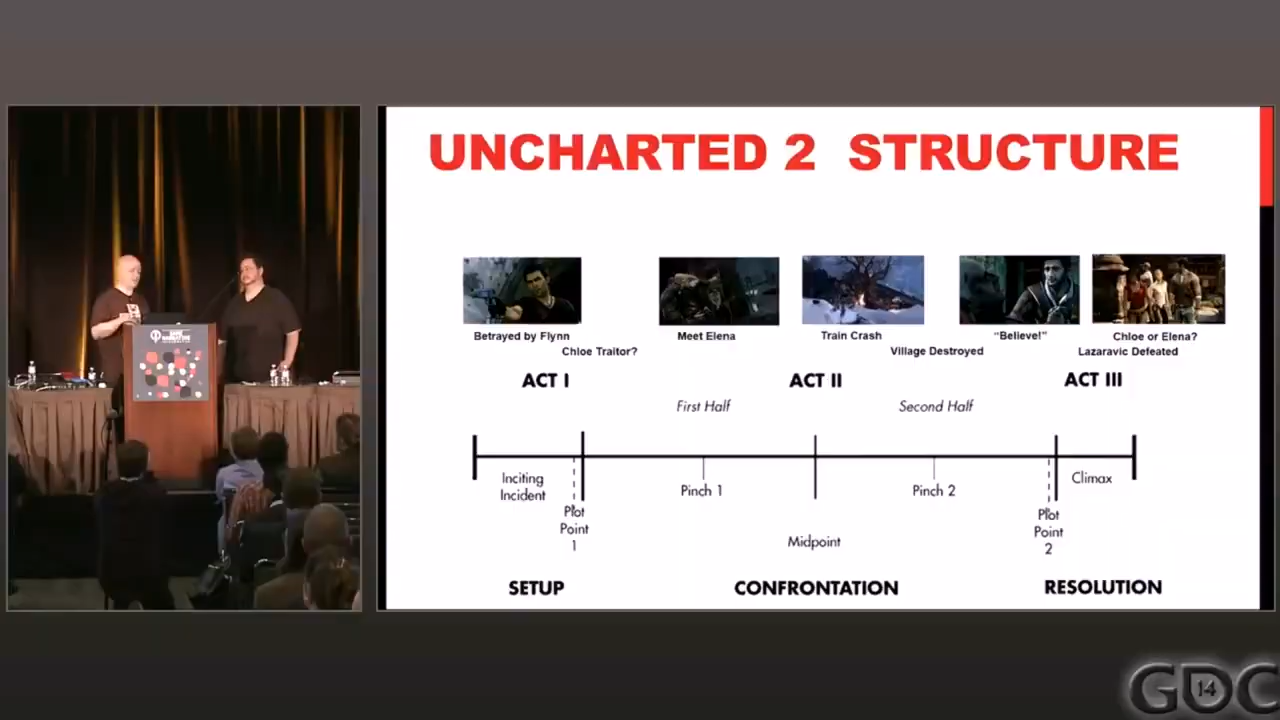 UNCHARTED 2 STRUCTURE
Betrayed by Flynn
Chloe Traitor?
Meet Elena
Train Crash
Village Destroyed
"Believe!"
Chloe or Elena?
Lazaravic Defeated
ACT I
ACT II
ACT III
First Half
Second Half
Inciting
Incident
Plot
Point
1
Pinch 1
Midpoint
Pinch 2
Plot
Point
2
Climax
SETUP
CONFRONTATION
RESOLUTION
GAME
NARRATIVE
GDC
14